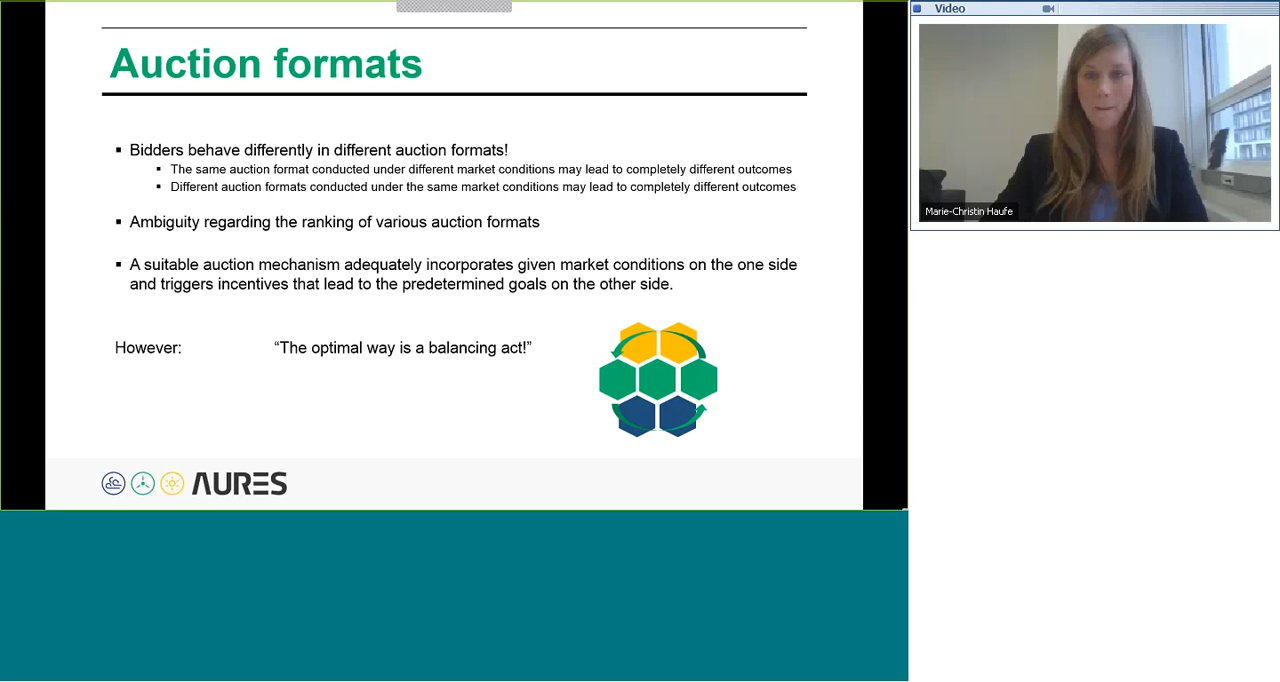 Auction formats
Bidders behave differently in different auction formats!
The same auction format conducted under different market conditions may lead to completely different outcomes
Different auction formats conducted under the same market conditions may lead to completely different outcomes
Ambiguity regarding the ranking of various auction formats
A suitable auction mechanism adequately incorporates given market conditions on the one side
and triggers incentives that lead to the predetermined goals on the other side.
However: “The optimal way is a balancing act!”
AURES
Video
Marie-Christin Haufe